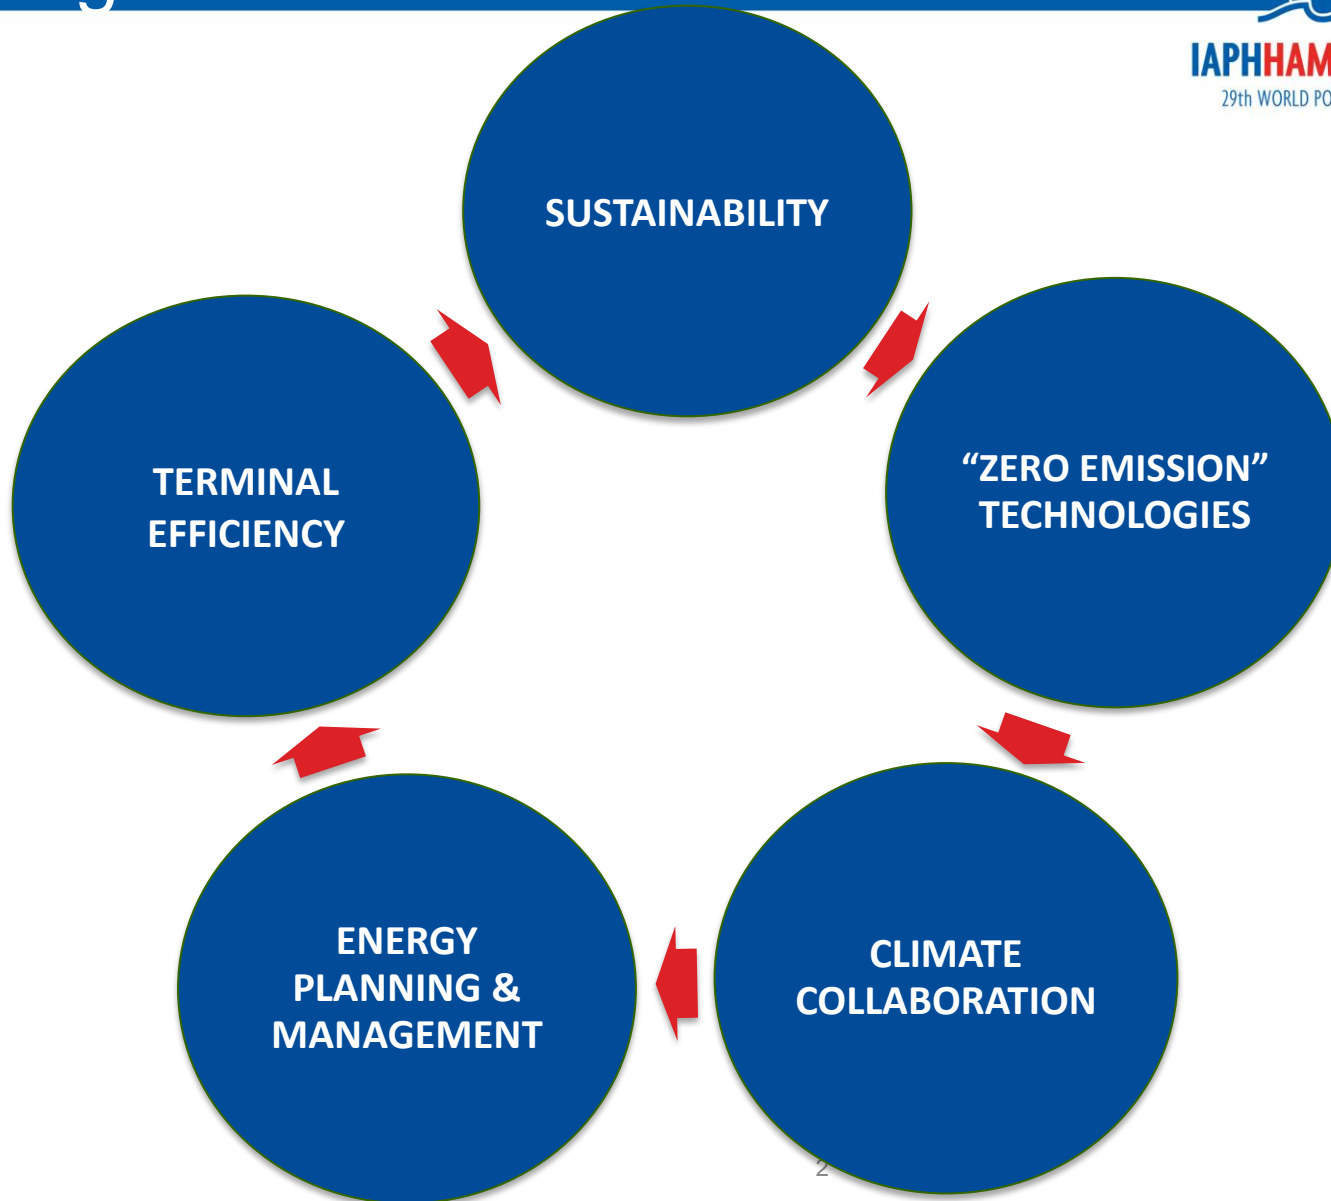 IAPHHAM
29th WORLD PO
SUSTAINABILITY
“ZERO EMISSION”
TECHNOLOGIES
TERMINAL
EFFICIENCY
ENERGY
PLANNING &
MANAGEMENT
CLIMATE
COLLABORATION
2